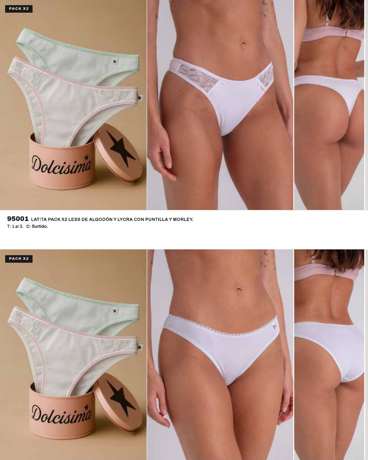 PACK X2
Dolcisima
95001 LATITA PACK X2 LESS DE ALGODÓN Y LYCRA CON PUNTILLA Y MORLEY.
T: 1 al 3. C: Surtido.
PACK X2
Dolcisima